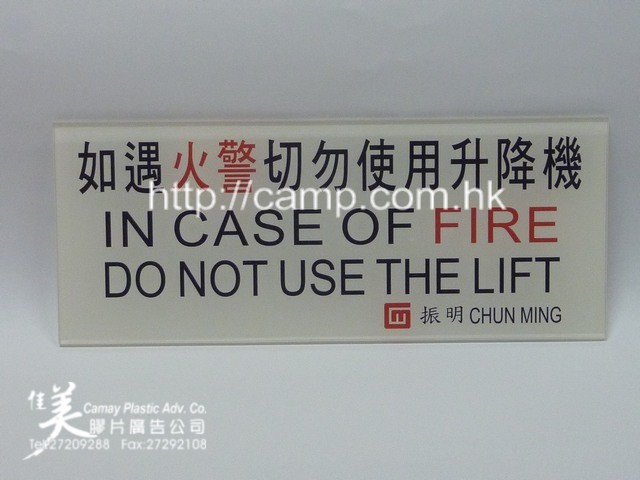 如遇火警切勿使用升降機
http://camp.com.hk
IN CASE OF FIRE
DO NOT USE THE LIFT
振明 CHUN MING
佳美 Camay Plastic Adv. Co.
膠片廣告公司
Tel:27209288 Fax:27292108